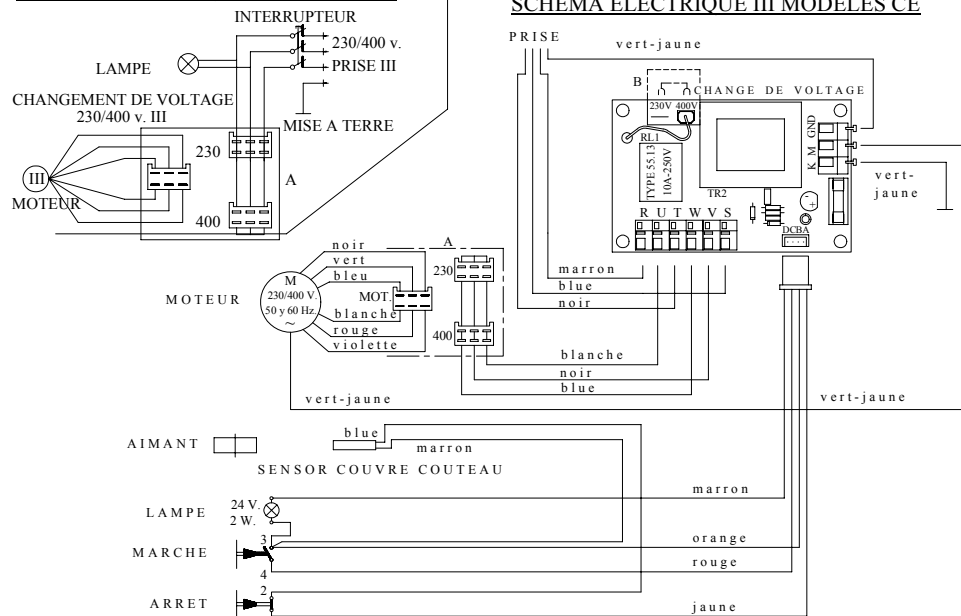 SCHEMA ELECTRIQUE III MODELES CE
INTERRUPTEUR
230/400 v.
PRISE III
LAMPE
CHANGEMENT DE VOLTAGE
230/400 v. III
MISE A TERRE
230
III
MOTEUR
A
400
PRISE
vert-jaune
B
CHANGE DE VOLTAGE
230V 400V
RL1
TYPE 55.13
10A-250V
TR2
K M GND
vert-
jaune
R U T W V S
DCBA
marron
blue
noir
noir
vert
bleu
A
230
MOTEUR
M
230/400 V.
50 y 60 Hz.
~
MOT.
blanche
rouge
violette
400
blanche
noir
blue
vert-jaune
vert-jaune
AIMANT
blue
marron
SENSOR COUVRE COUTEAU
marron
LAMPE
24 V.
2 W.
MARCHE
3
orange
rouge
4
2
ARRET
jaune